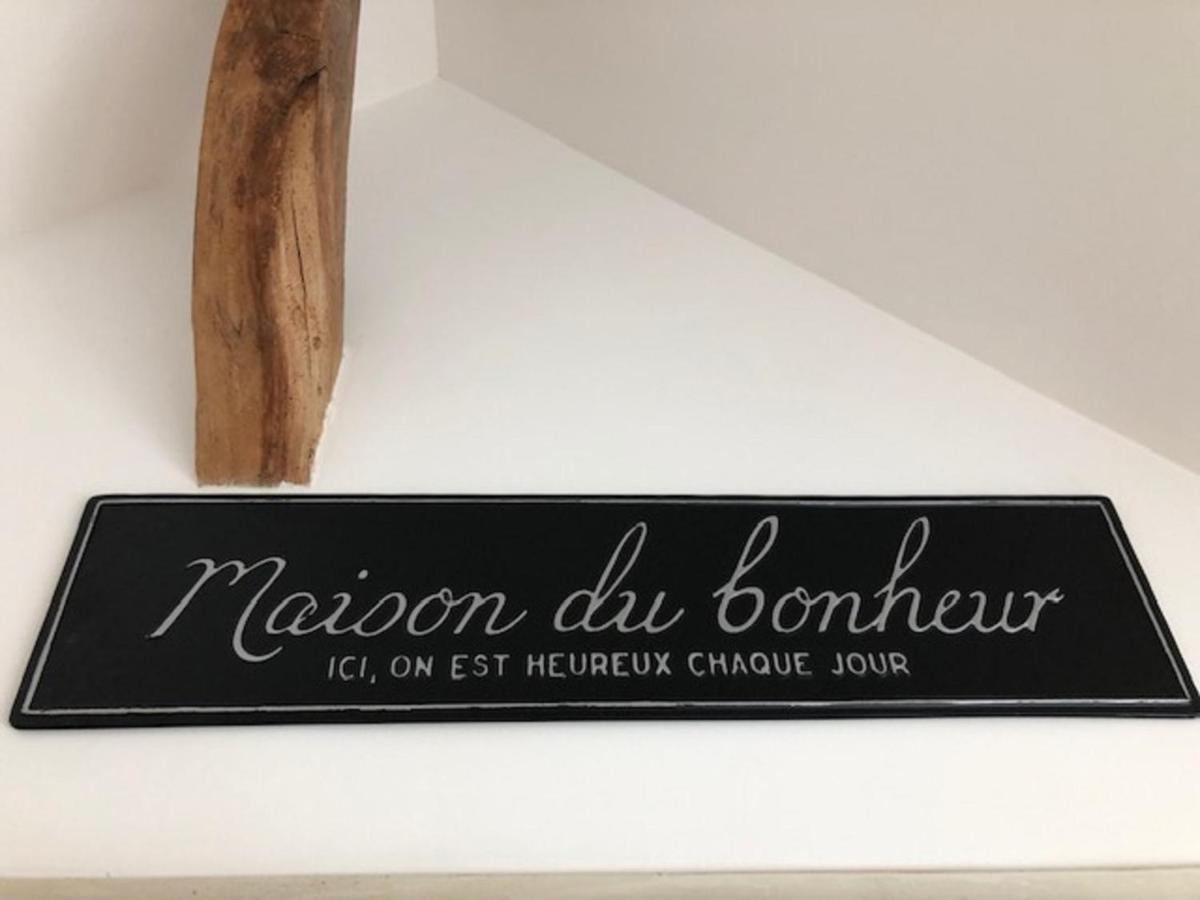 Maison du bonheur
ICI, ON EST HEUREUX CHAQUE JOUR